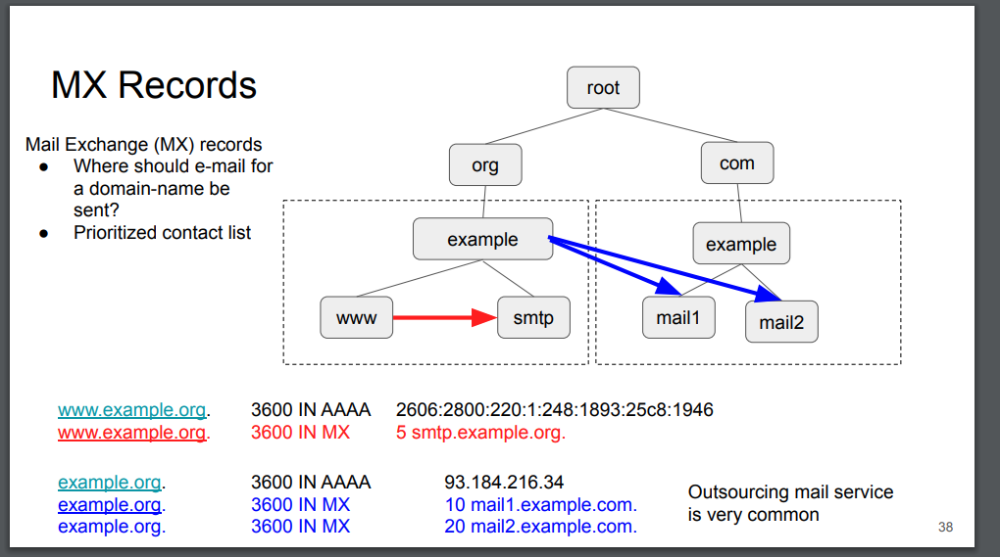 MX Records
Mail Exchange (MX) records
● Where should e-mail for
a domain-name be
sent?
● Prioritized contact list
root
org
com
example
example
www
smtp
mail1
mail2
www.example.org. 3600 IN AAAA 2606:2800:220:1:248:1893:25c8:1946
www.example.org. 3600 IN MX 5 smtp.example.org.
example.org. 3600 IN AAAA 93.184.216.34
example.org. 3600 IN MX 10 mail1.example.com.
example.org. 3600 IN MX 20 mail2.example.com.
Outsourcing mail service
is very common
38